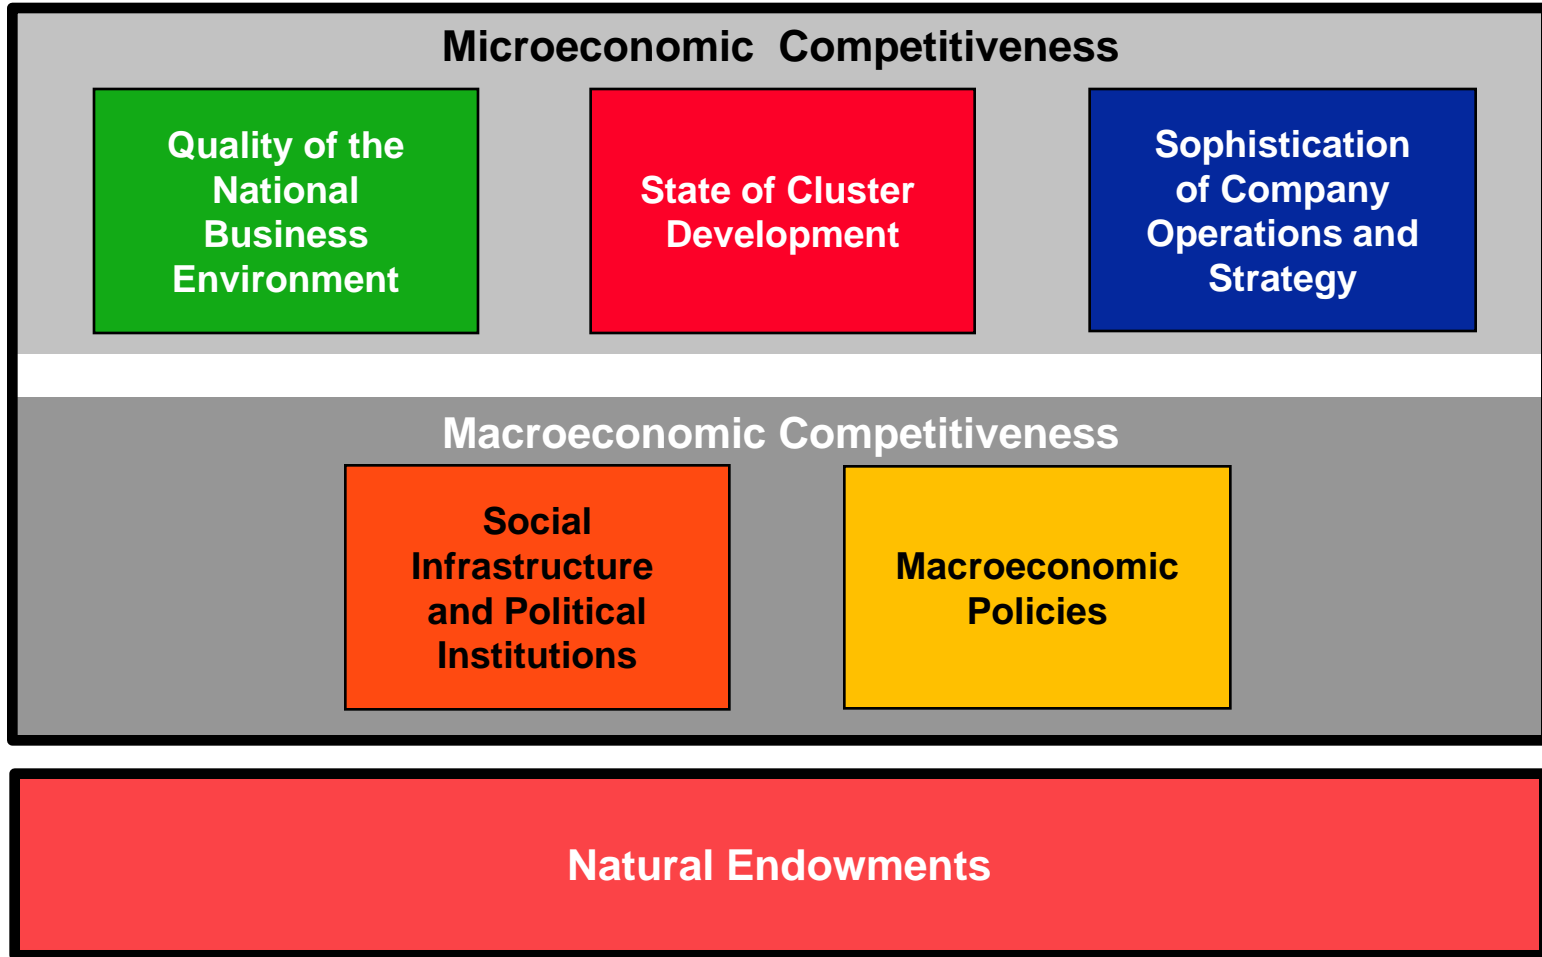 Microeconomic  Competitiveness
Quality of the
National
Business
Environment
State of Cluster
Development
Sophistication
of Company
Operations and
Strategy
Macroeconomic Competitiveness
Social
Infrastructure
and Political
Institutions
Macroeconomic
Policies
Natural Endowments